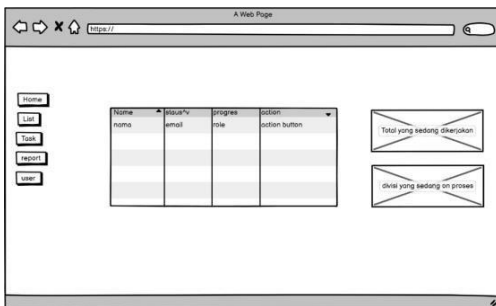 A Web Page
https://
Home
List
Task
report
user
Name staus^v progres action
nama email role action button
Total yang sedang dikerjakan
divisi yang sedang on proses